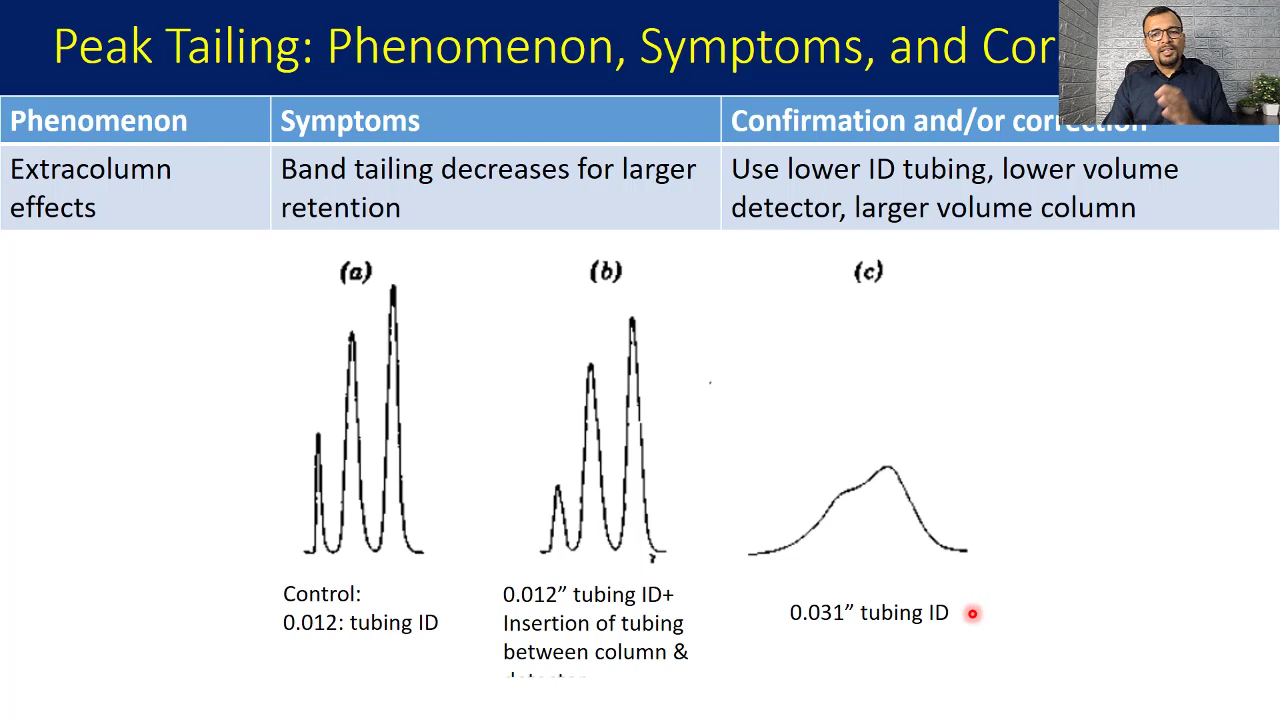 Peak Tailing: Phenomenon, Symptoms, and Cor
Phenomenon Symptoms Confirmation and/or correction
Extracolumn effects
Band tailing decreases for larger retention
Use lower ID tubing, lower volume detector, larger volume column
(a) (b) (c)
Control:
0.012: tubing ID
0.012” tubing ID+
Insertion of tubing
between column &
0.031” tubing ID